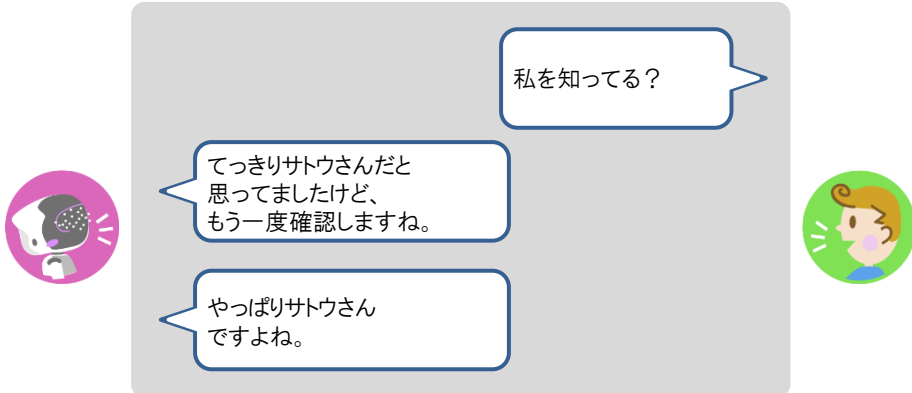 私を知ってる？
てっきりサトウさんだと
思ってましたけど、
もう一度確認しますね。
やっぱりサトウさん
ですよね。